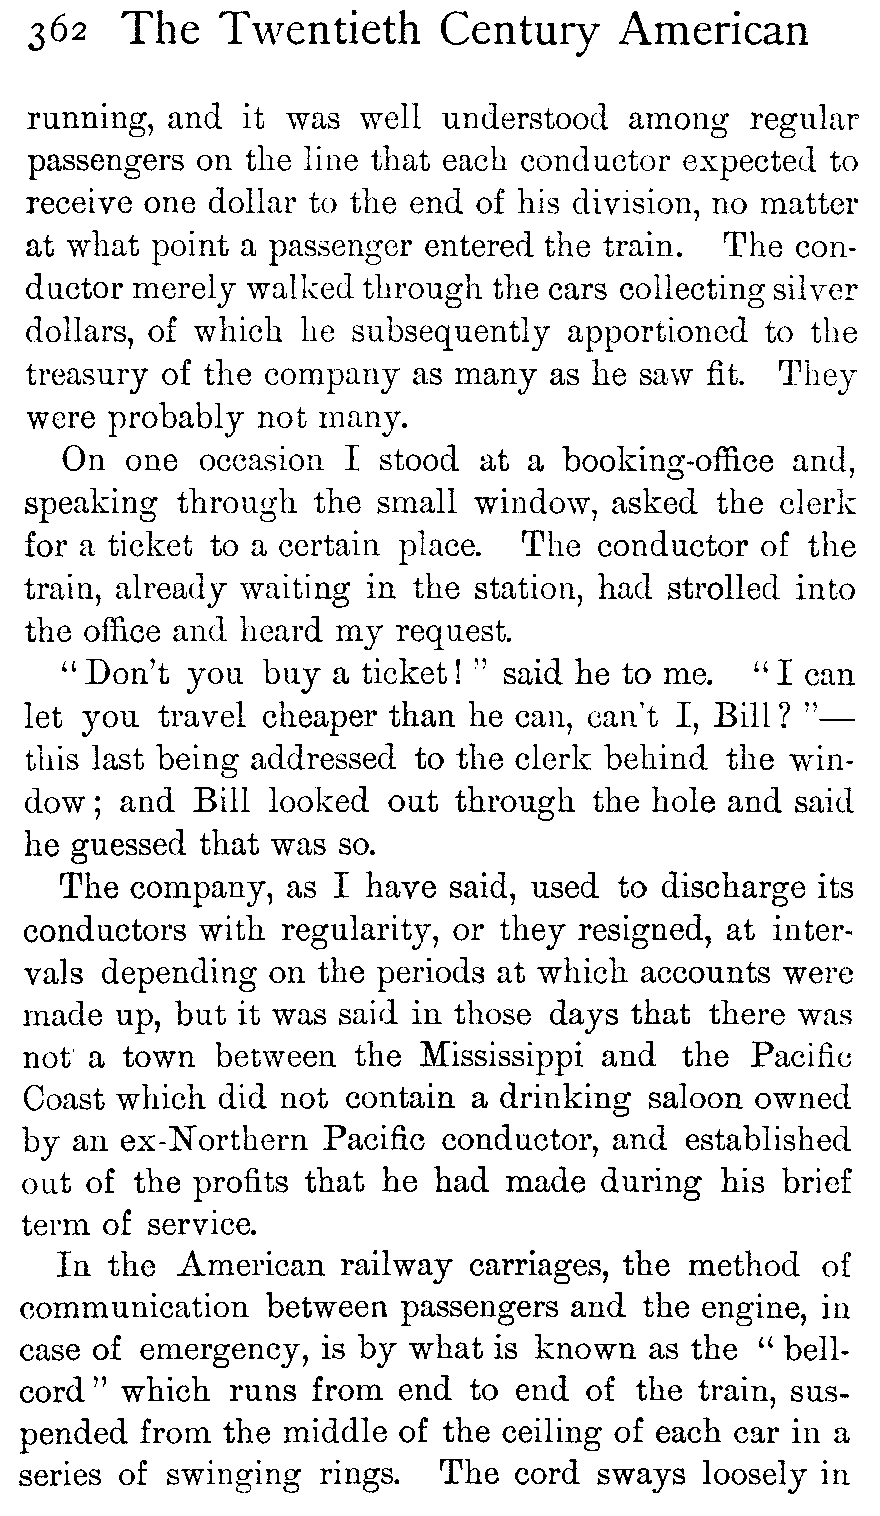 362 The Twentieth Century American
running, and it was well understood among regular
passengers on the line that each conductor expected to
receive one dollar to the end of his division, no matter
at what point a passenger entered the train. The con-
ductor merely walked through the cars collecting silver
dollars, of which he subsequently apportioned to the
treasury of the company as many as he saw fit. They
were probably not many.
On one occasion I stood at a booking-office and,
speaking through the small window, asked the clerk
for a ticket to a certain place. The conductor of the
train, already waiting in the station, had strolled into
the office and heard my request.
“Don’t you buy a ticket!” said he to me. “I can
let you travel cheaper than he can, can’t I, Bill?”—
this last being addressed to the clerk behind the win-
dow; and Bill looked out through the hole and said
he guessed that was so.
The company, as I have said, used to discharge its
conductors with regularity, or they resigned, at inter-
vals depending on the periods at which accounts were
made up, but it was said in those days that there was
not a town between the Mississippi and the Pacific
Coast which did not contain a drinking saloon owned
by an ex-Northern Pacific conductor, and established
out of the profits that he had made during his brief
term of service.
In the American railway carriages, the method of
communication between passengers and the engine, in
case of emergency, is by what is known as the “bell-
cord” which runs from end to end of the train, sus-
pended from the middle of the ceiling of each car in a
series of swinging rings. The cord sways loosely in